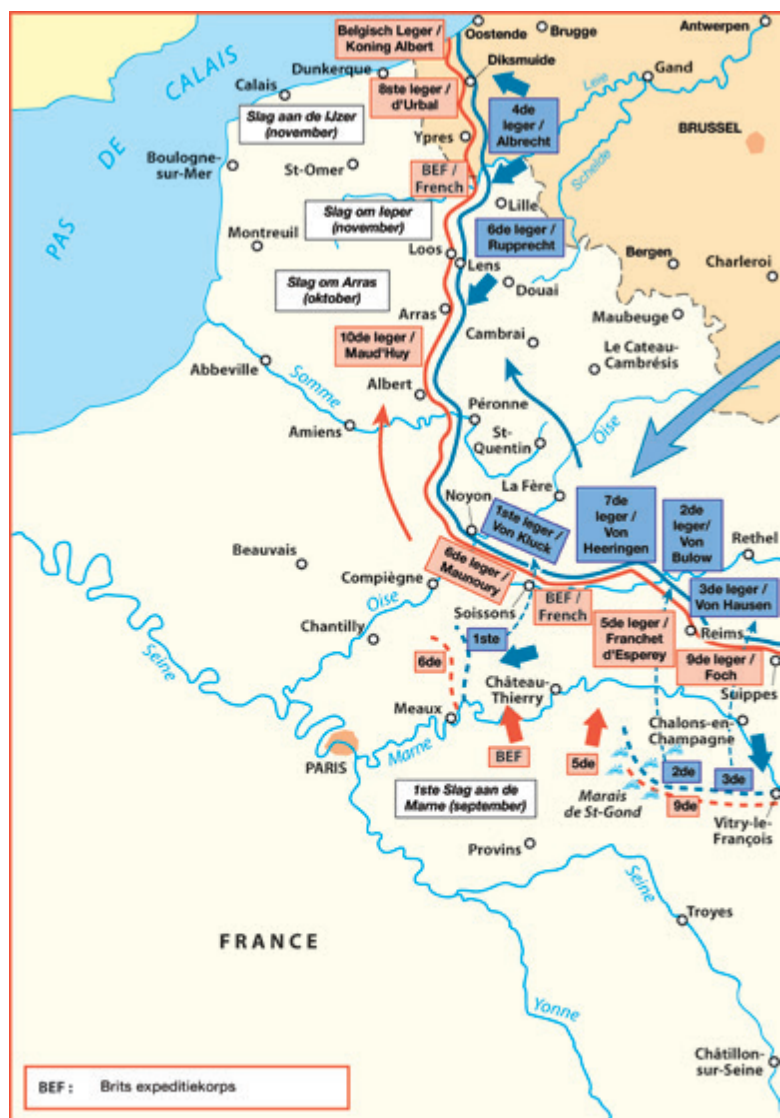 Belgisch Leger /
Koning Albert
Oostende
Brugge
Antwerpen
Dunkerque
Diksmuide
Gand
PAS DE CALAIS
Calais
8ste leger /
d'Urbal
4de
leger /
Albrecht
Leie
Slag aan de IJzer
(november)
Ypres
BRUSSEL
Boulogne-
sur-Mer
St-Omer
BEF /
French
Schelde
Lille
Slag om Ieper
(november)
6de leger /
Rupprecht
Montreuil
Loos
Lens
Bergen
Charleroi
Slag om Arras
(oktober)
Douai
Arras
Maubeuge
10de leger /
Maud'Huy
Cambrai
Le Cateau-
Cambrésis
Abbeville
Somme
Albert
Péronne
Amiens
St-
Quentin
Oise
La Fère
Noyon
1ste leger /
Von Kluck
7de
leger /
Von
Heeringen
2de
leger/
Von
Bulow
Rethel
Beauvais
6de leger /
Maunoury
Compiègne
3de leger /
Von Hausen
Oise
Soissons
BEF /
French
5de leger /
Franchet
d'Esperey
Reims
Chantilly
1ste
9de leger /
Foch
Seine
6de
Suippes
Château-
Thierry
Meaux
Chalons-en-
Champagne
PARIS
Marne
BEF
5de
2de
3de
1ste Slag aan de
Marne (september)
Marais
de St-Gond
9de
Vitry-le-
François
Provins
Seine
Troyes
FRANCE
Yonne
Châtillon-
sur-Seine
BEF : Brits expeditiekorps